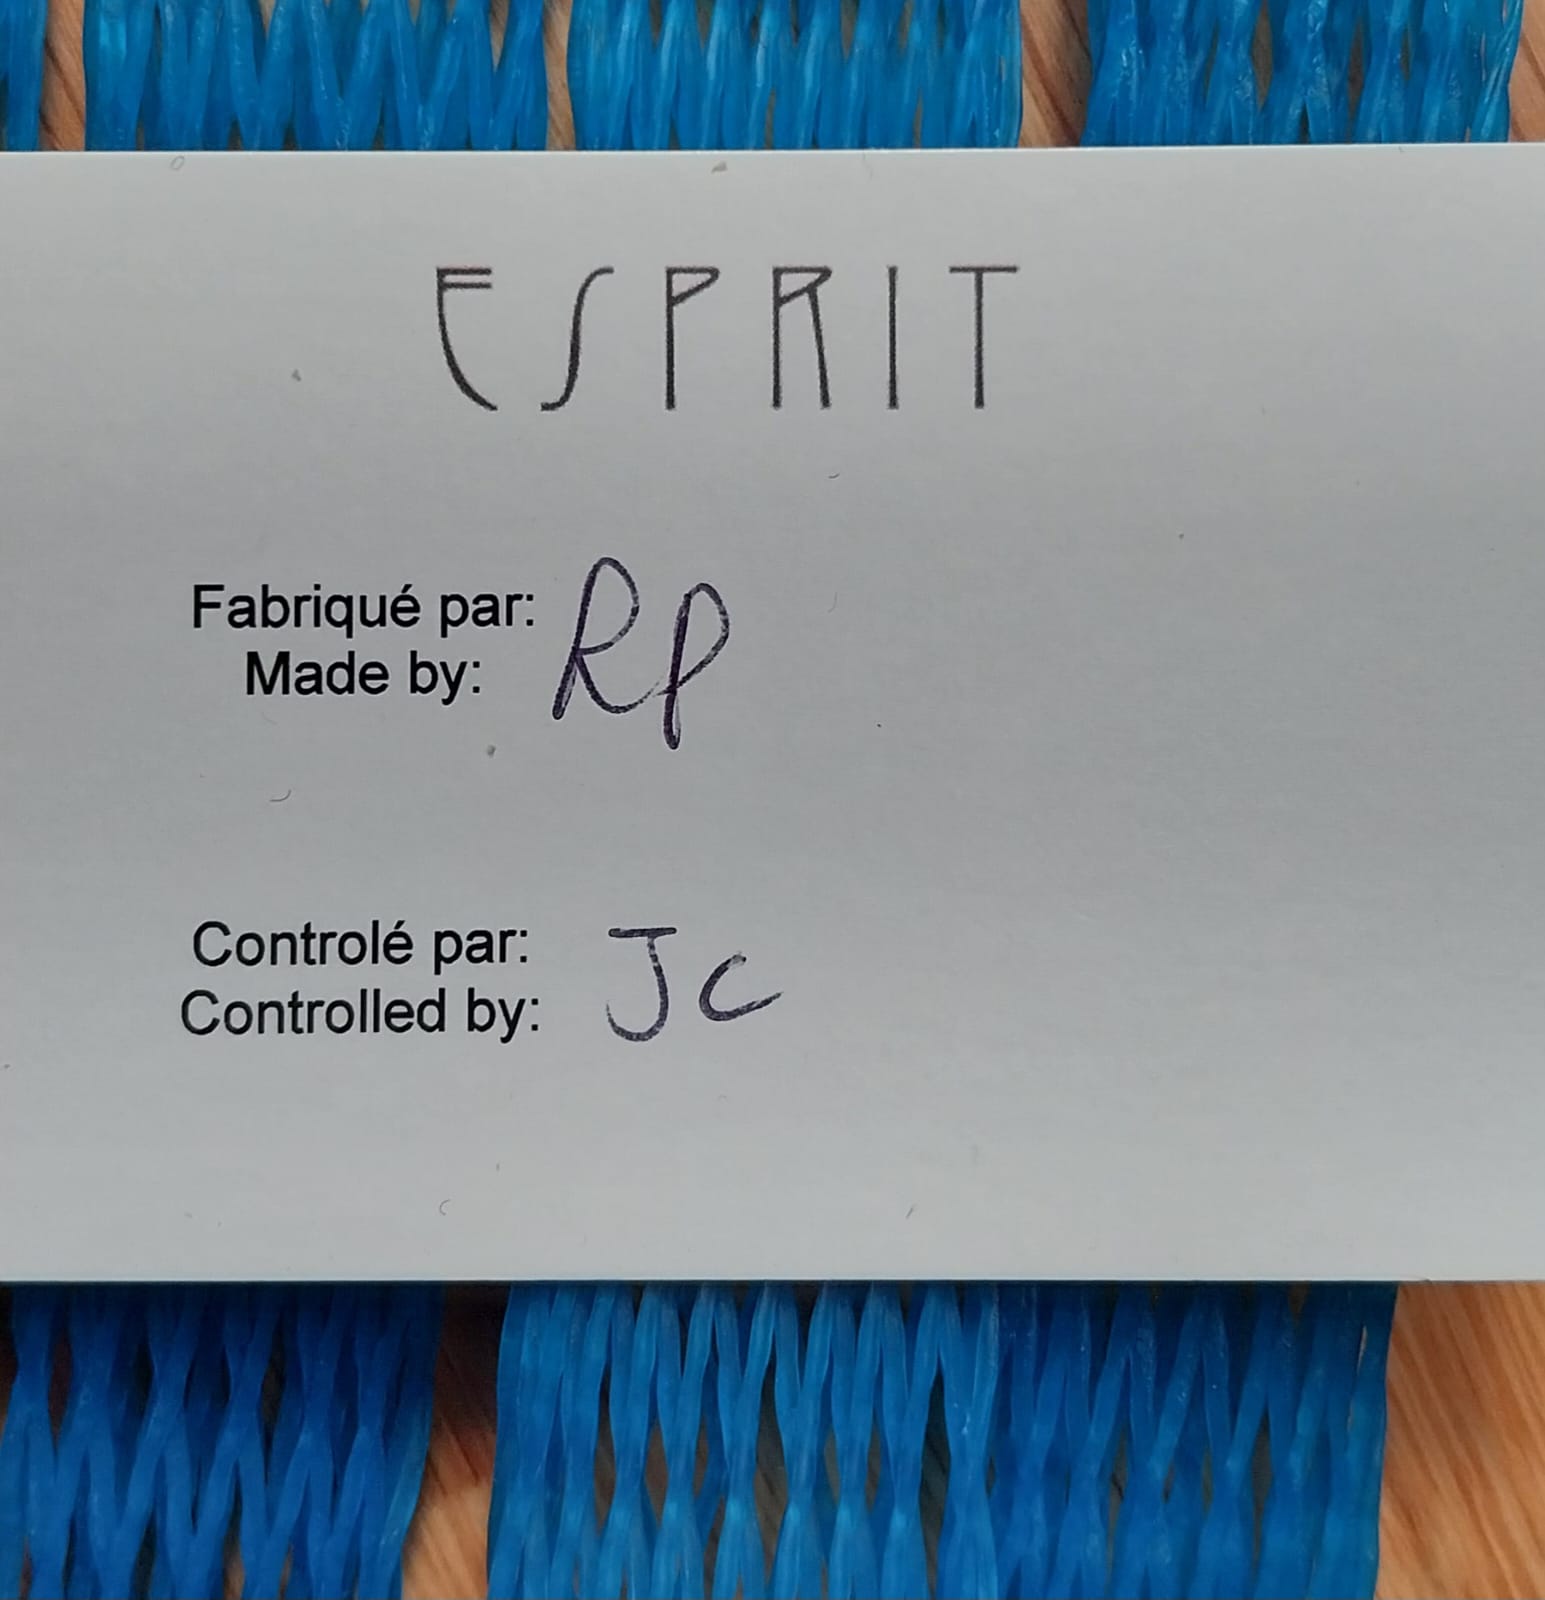 ESPRIT
Fabriqué par: RP
Made by:
Controlé par: Jc
Controlled by: